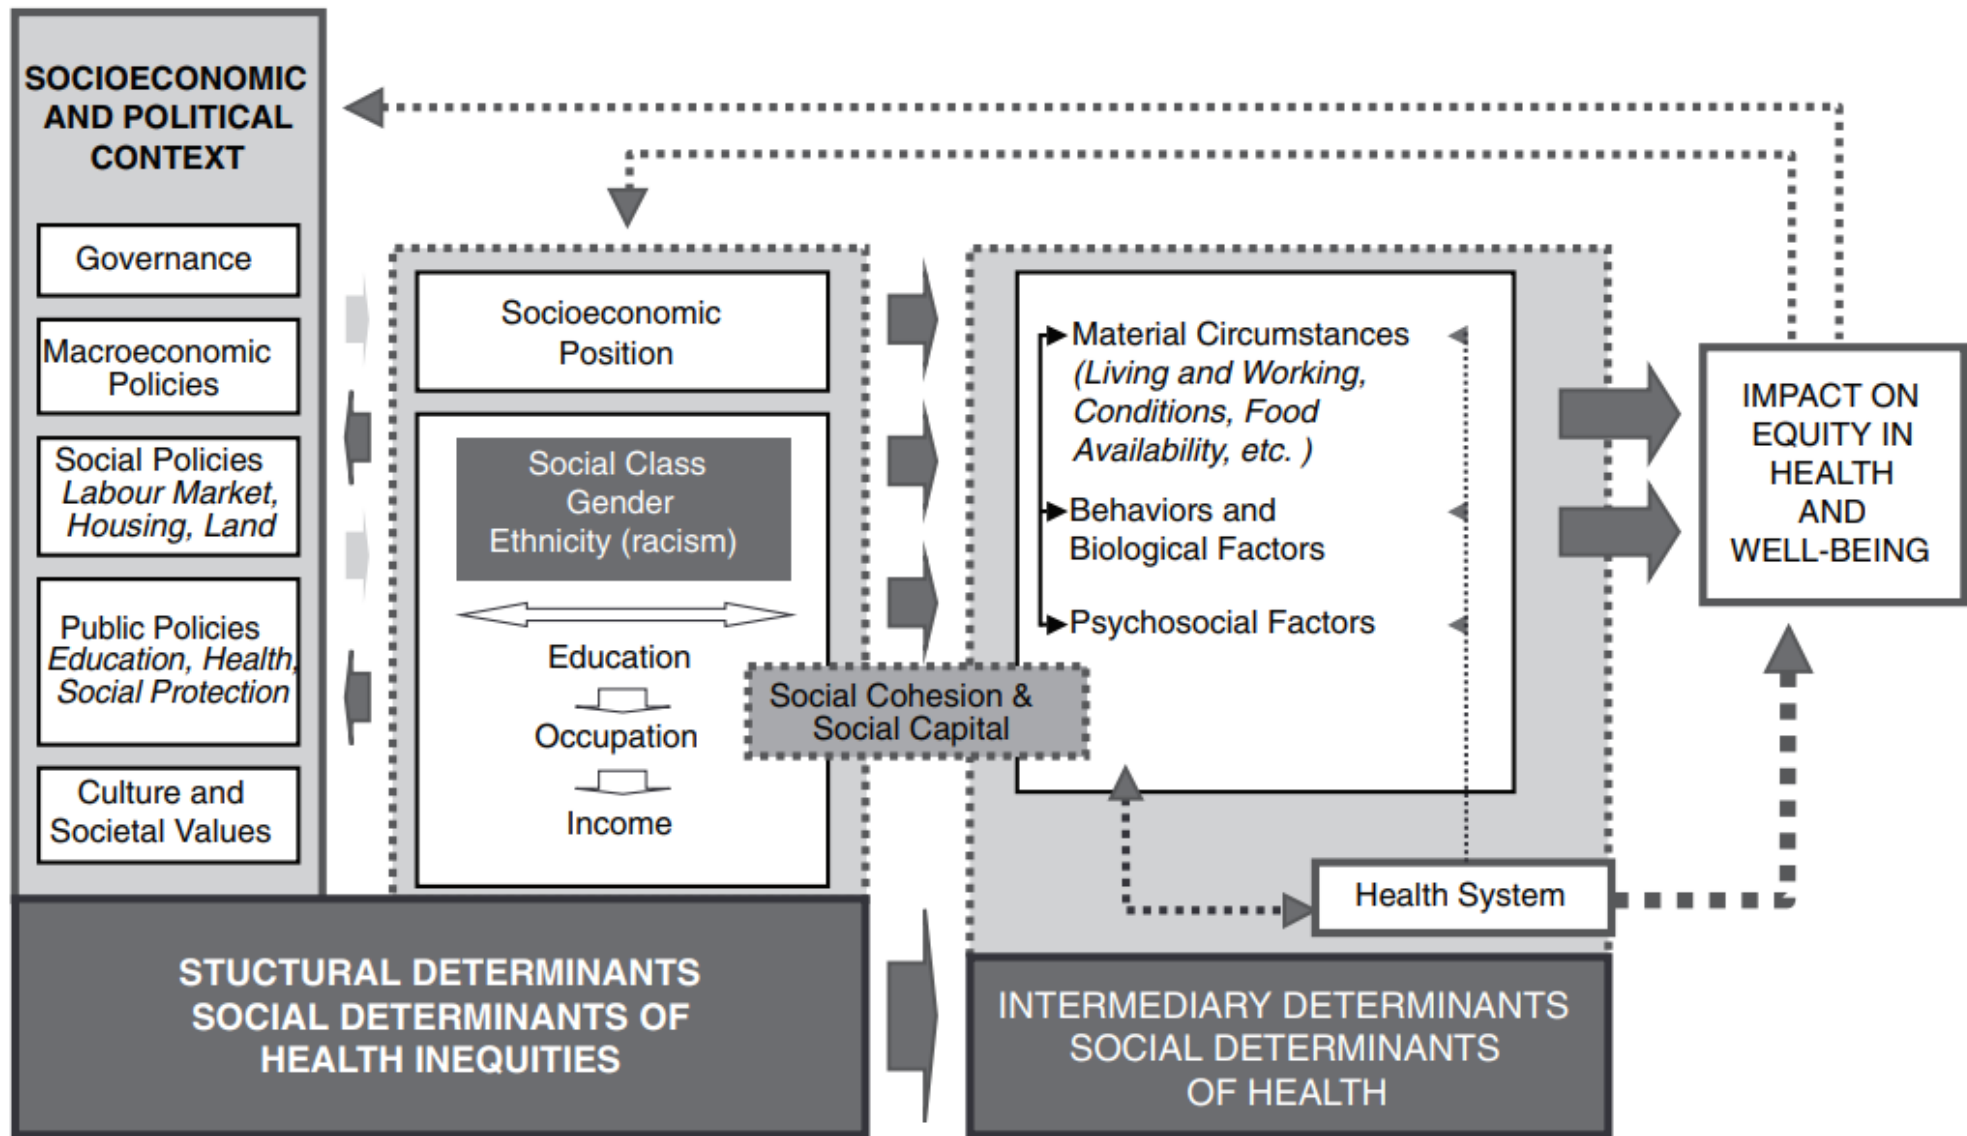 SOCIOECONOMIC
AND POLITICAL
CONTEXT
Governance
Macroeconomic
Policies
Social Policies
Labour Market,
Housing, Land
Public Policies
Education, Health,
Social Protection
Culture and
Societal Values
Socioeconomic
Position
Social Class
Gender
Ethnicity (racism)
Education
Occupation
Income
Social Cohesion &
Social Capital
Material Circumstances
(Living and Working,
Conditions, Food
Availability, etc. )
Behaviors and
Biological Factors
Psychosocial Factors
Health System
IMPACT ON
EQUITY IN
HEALTH
AND
WELL-BEING
STUCTURAL DETERMINANTS
SOCIAL DETERMINANTS OF
HEALTH INEQUITIES
INTERMEDIARY DETERMINANTS
SOCIAL DETERMINANTS
OF HEALTH